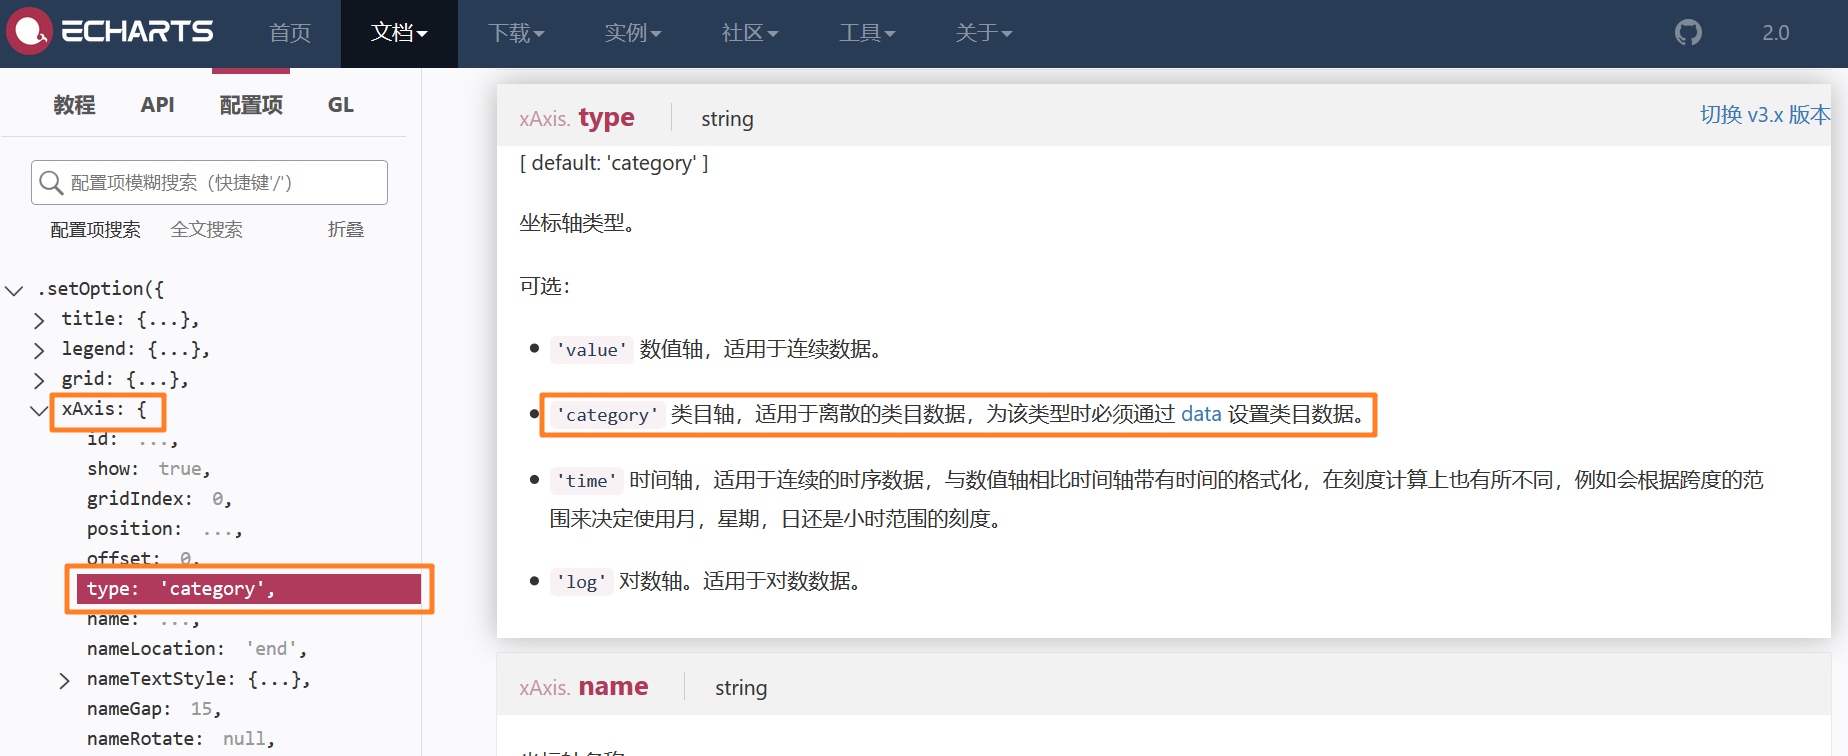 ECHARTS 首页 文档 下载 实例 社区 工具 关于 2.0
教程 API 配置项 GL
配置项模糊搜索（快捷键'/'）
配置项搜索 全文搜索 折叠
.setOption({
title: {...},
legend: {...},
grid: {...},
xAxis: {
id: ...,
show: true,
gridIndex: 0,
position: ...,
offset: 0,
type: 'category',
name: ...,
nameLocation: 'end',
nameTextStyle: {...},
nameGap: 15,
nameRotate: null,
xAxis. type string
切换 v3.x 版本
[ default: 'category' ]
坐标轴类型。
可选：
'value' 数值轴，适用于连续数据。
'category' 类目轴，适用于离散的类目数据，为该类型时必须通过 data 设置类目数据。
'time' 时间轴，适用于连续的时序数据，与数值轴相比时间轴带有时间的格式化，在刻度计算上也有所不同，例如会根据跨度的范
围来决定使用月，星期，日还是小时范围的刻度。
'log' 对数轴。适用于对数数据。
xAxis. name string